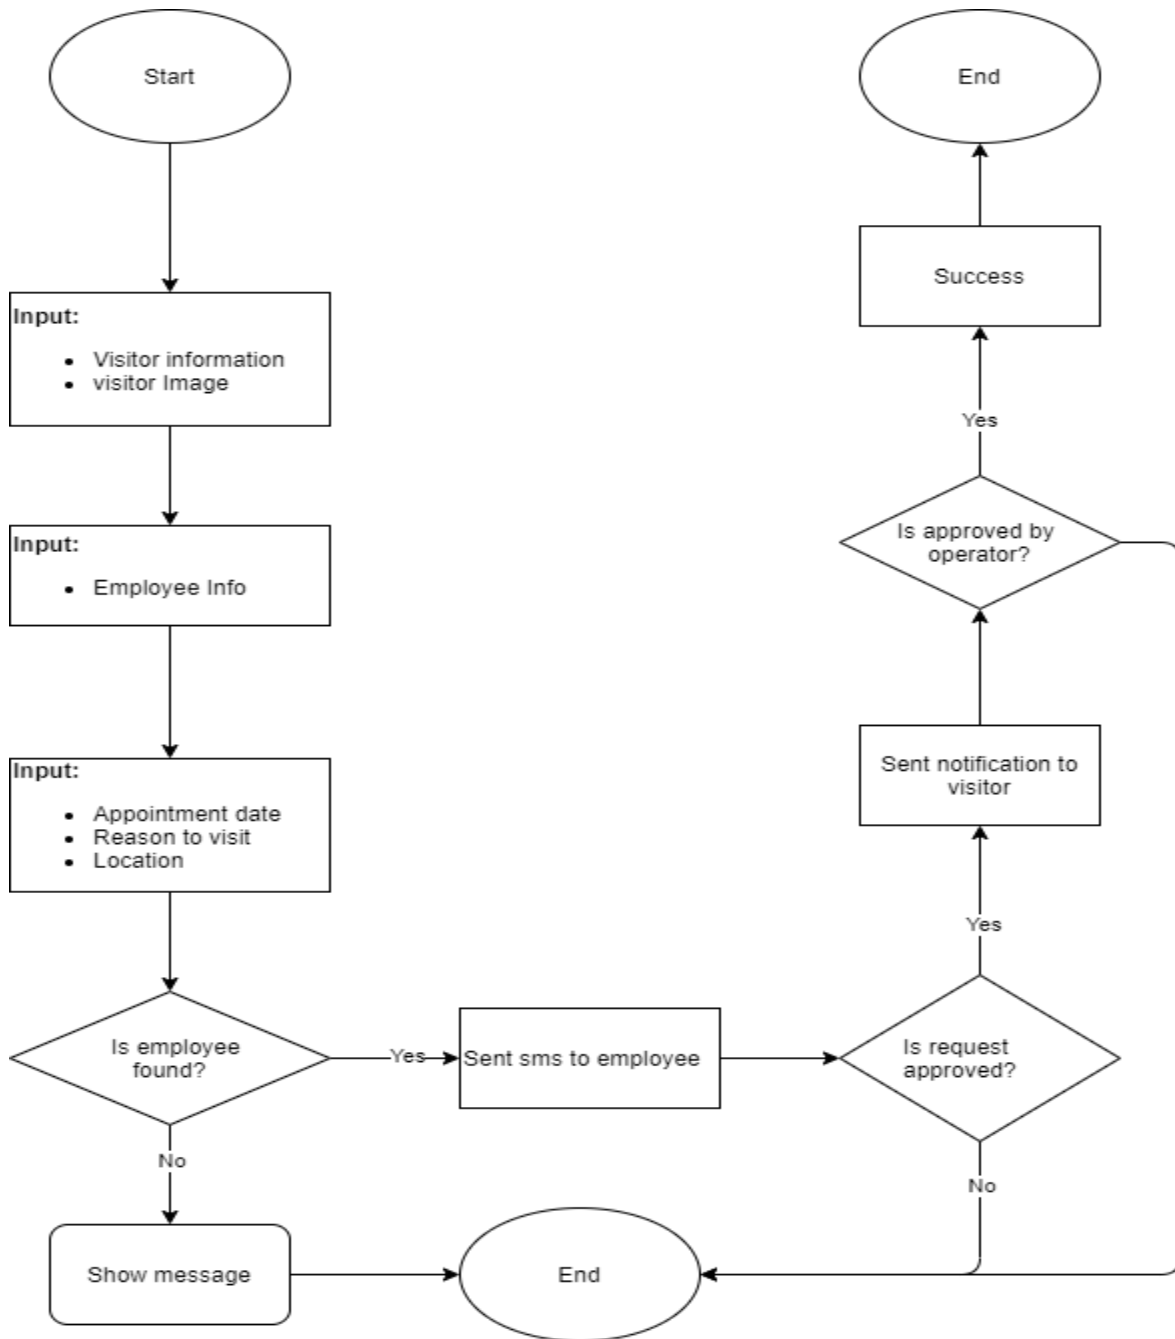 Start
Input:
• Visitor information
• visitor Image
Input:
• Employee Info
Input:
• Appointment date
• Reason to visit
• Location
Is employee
found?
No
Show message
Yes
Sent sms to employee
End
Is request
approved?
No
Yes
Sent notification to
visitor
Is approved by
operator?
Yes
Success
End